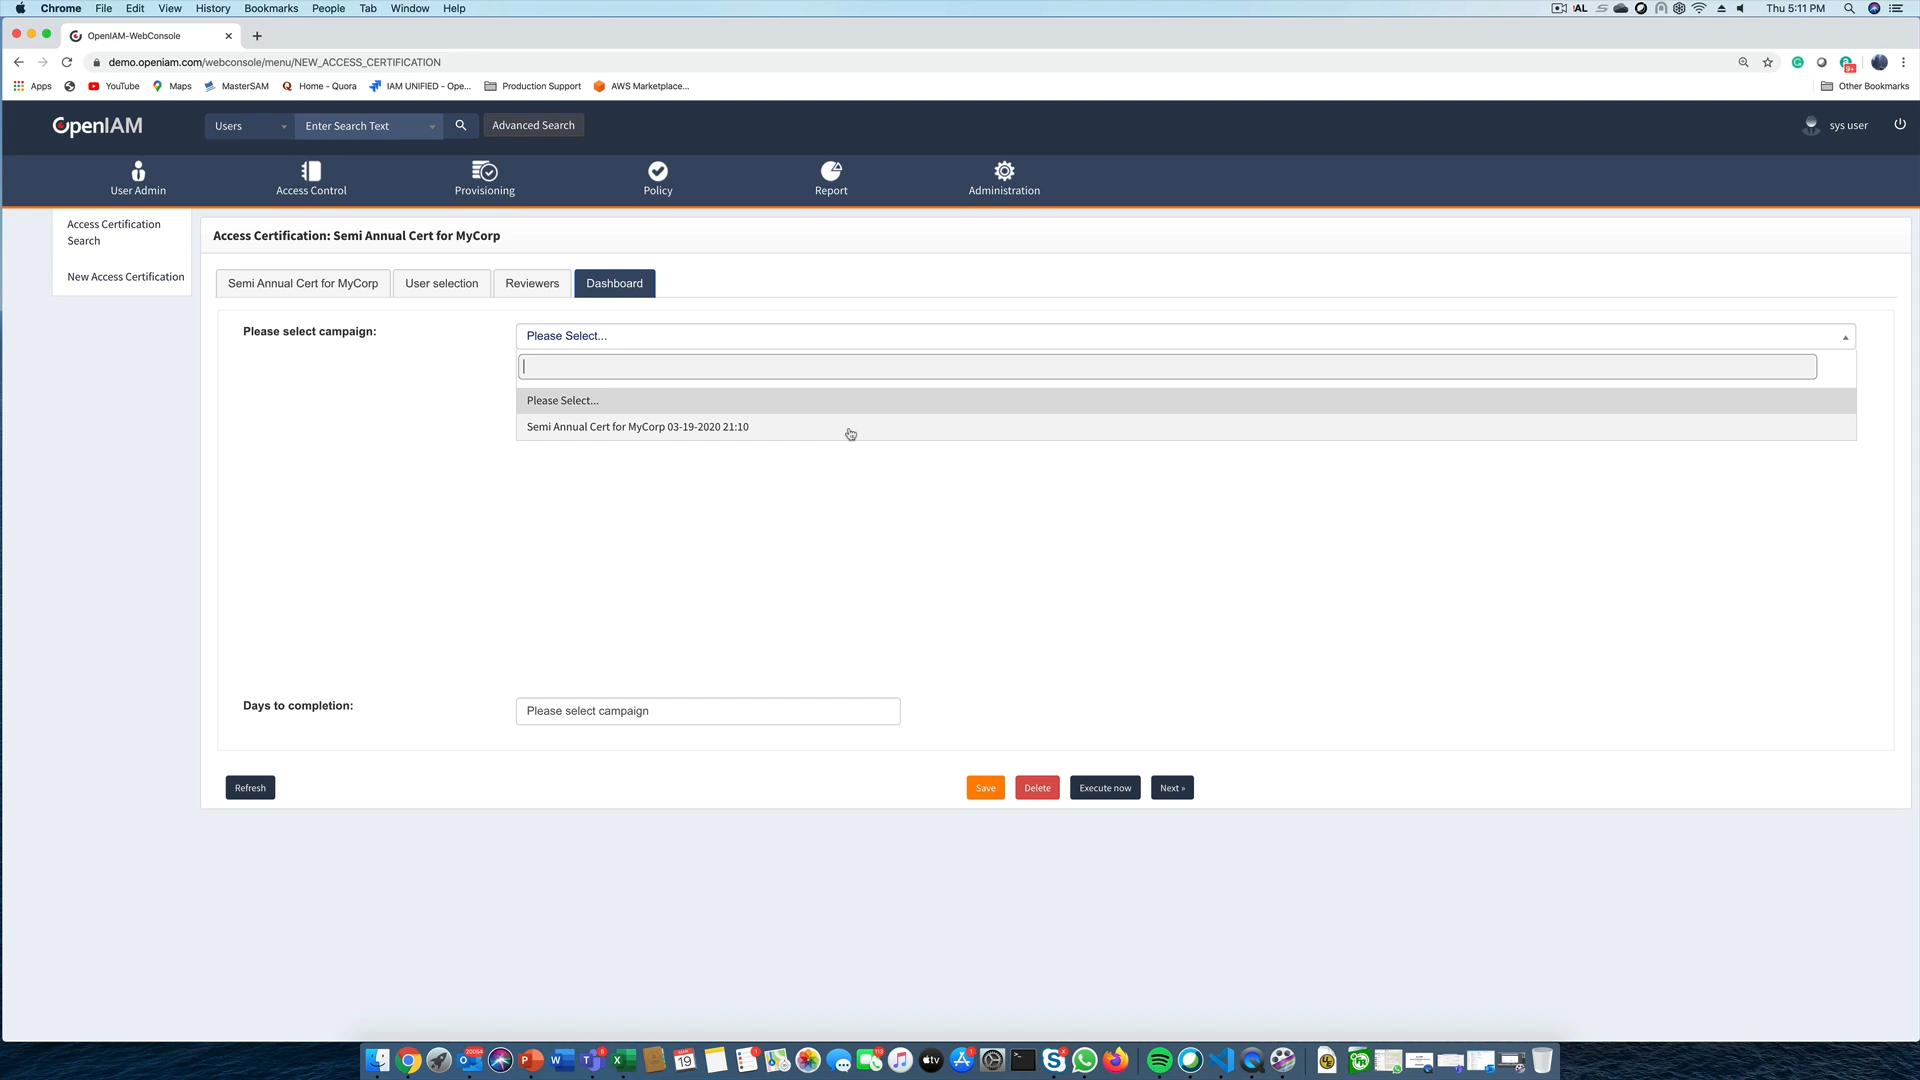 Chrome File Edit View History Bookmarks People Tab Window Help
AL Thu 5:11 PM
OpenIAM-WebConsole
demo.openiam.com/webconsole/menu/NEW_ACCESS_CERTIFICATION
Apps YouTube Maps MasterSAM Home - Quora IAM UNIFIED - Ope... Production Support AWS Marketplace... Other Bookmarks
OpenIAM Users Enter Search Text Advanced Search sys user
User Admin Access Control Provisioning Policy Report Administration
Access Certification
Search
New Access Certification
Access Certification: Semi Annual Cert for MyCorp
Semi Annual Cert for MyCorp User selection Reviewers Dashboard
Please select campaign: Please Select...
Please Select...
Semi Annual Cert for MyCorp 03-19-2020 21:10
Days to completion: Please select campaign
Refresh Save Delete Execute now Next »